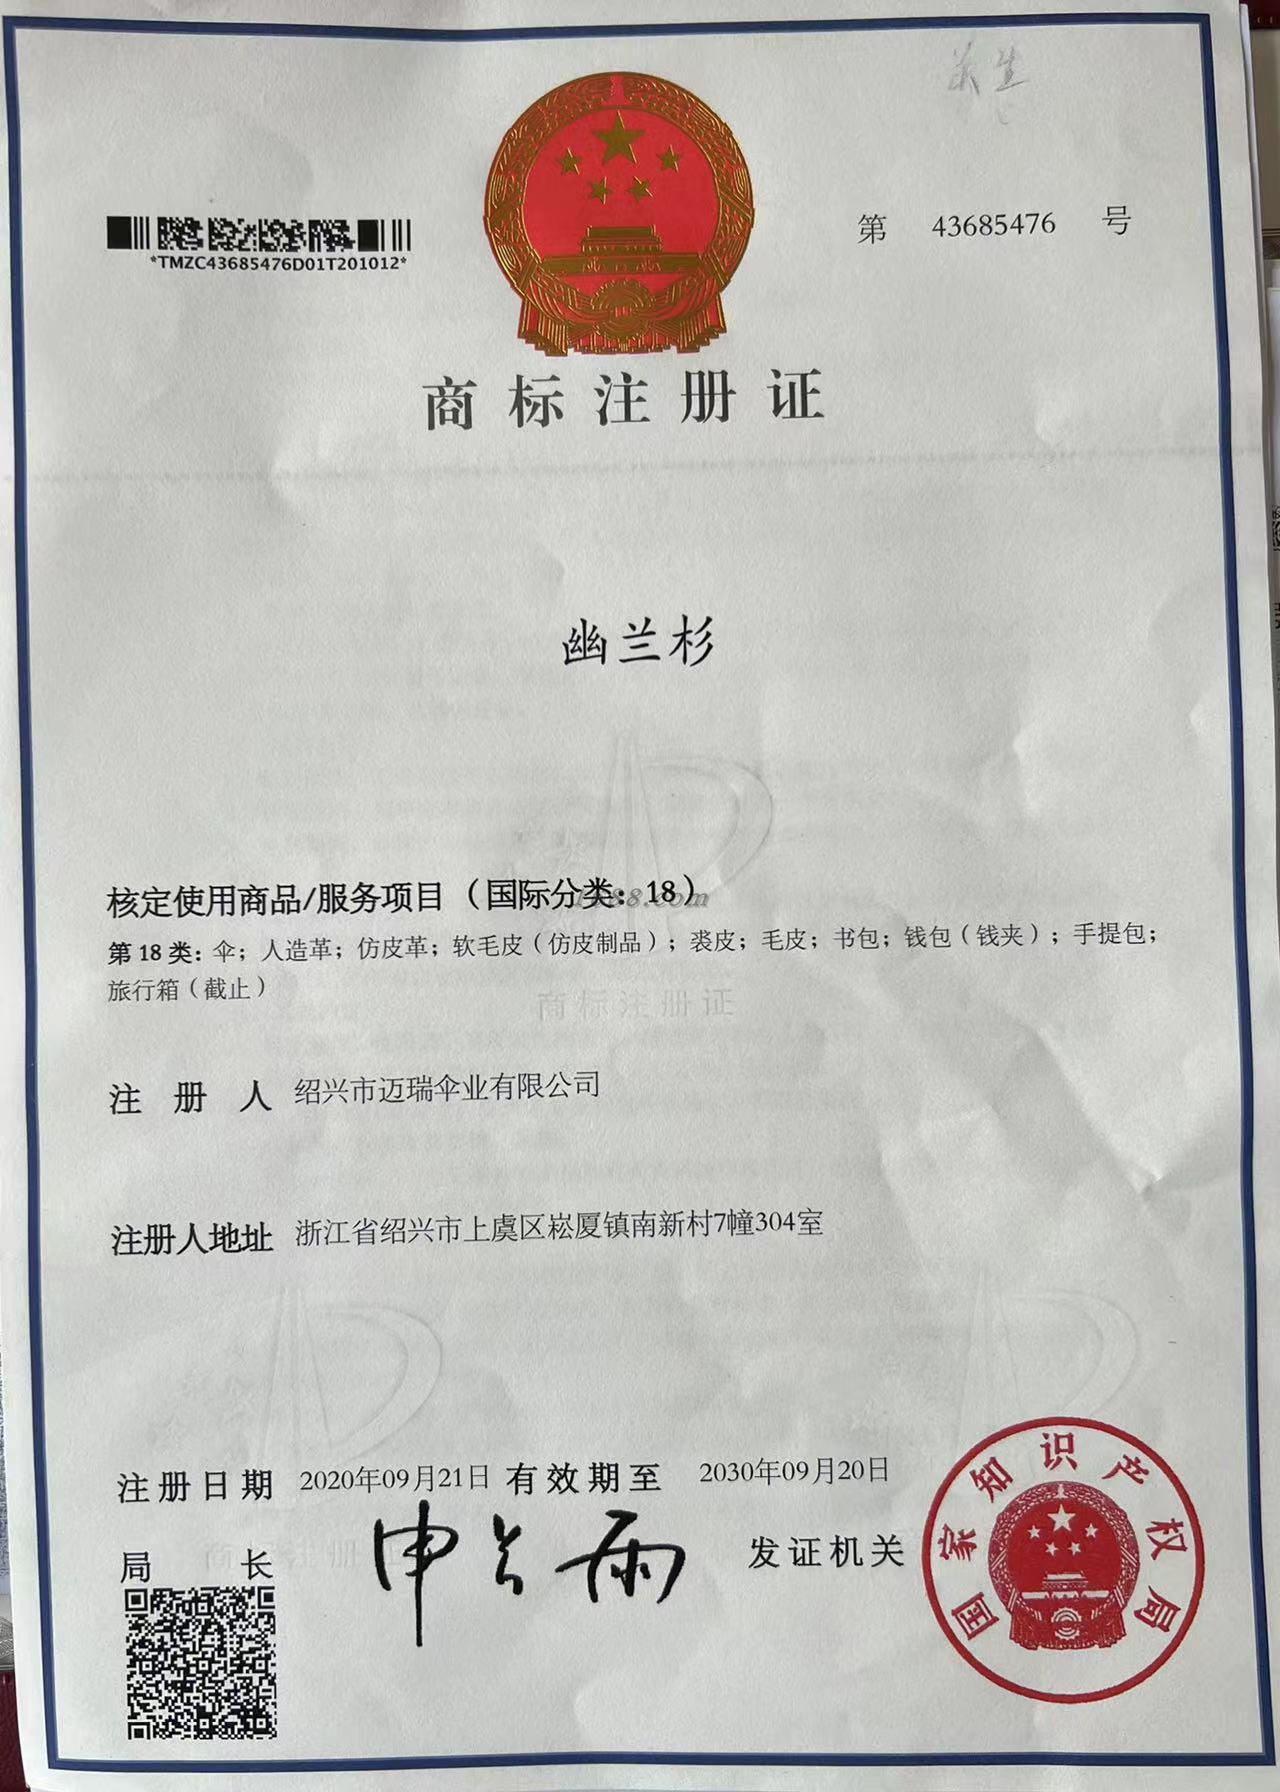 第 43685476 号
*TMZC43685476D01T201012*
商标注册证
幽兰杉
核定使用商品/服务项目（国际分类：18）
1688.com
第 18 类：伞；人造革；仿皮革；软毛皮（仿皮制品）；裘皮；毛皮；书包；钱包（钱夹）；手提包；
旅行箱（截止）
商标注册证
注册人 绍兴市迈瑞伞业有限公司
注册人地址 浙江省绍兴市上虞区崧厦镇南新村7幢304室
注册日期 2020年09月21日 有效期至 2030年09月20日
局长 申长雨 发证机关
国家知识产权局